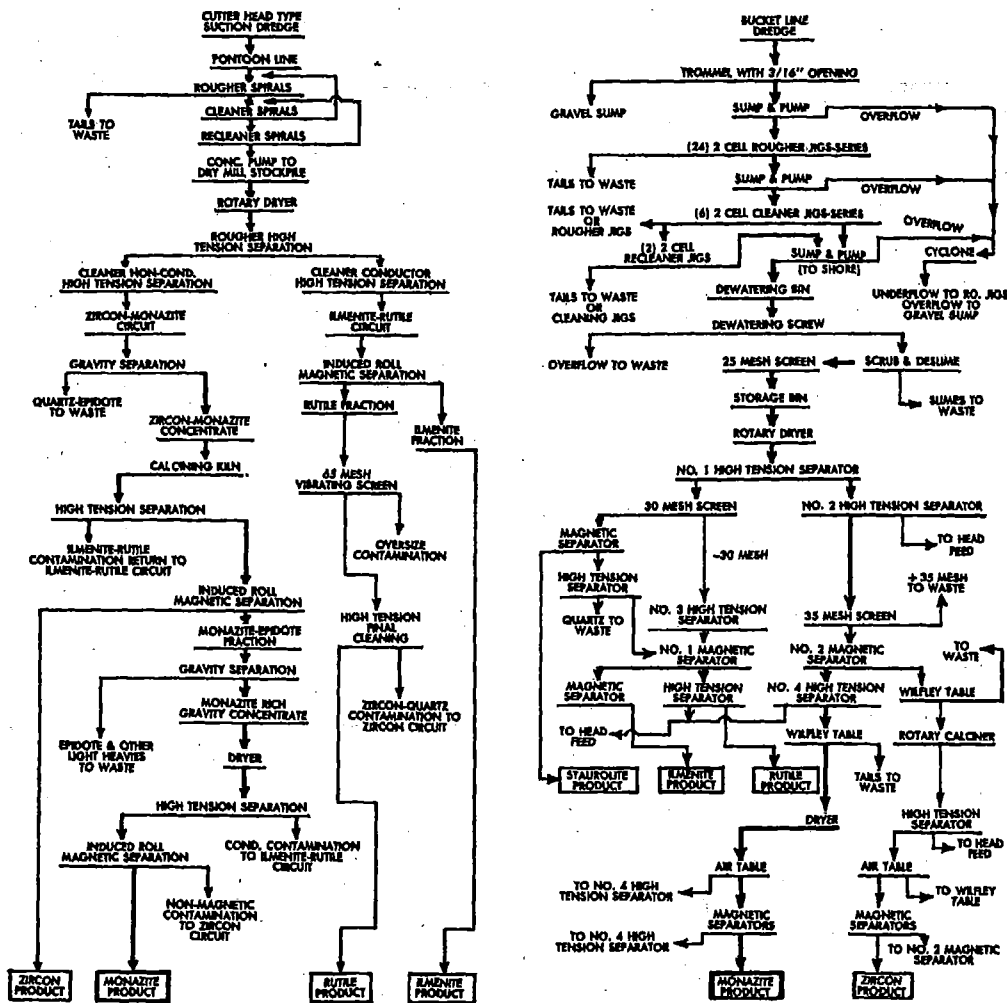 CUTTER HEAD TYPE
SUCTION DREDGE
PONTOON LINE
ROUGHER SPIRALS
TAILS TO
WASTE
CLEANER SPIRALS
RECLEANER SPIRALS
CONC. PUMP TO
DRY MILL STOCKPILE
ROTARY DRYER
ROUGHER HIGH
TENSION SEPARATION
CLEANER NON-COND.
HIGH TENSION SEPARATION
CLEANER CONDUCTOR
HIGH TENSION SEPARATION
ZIRCON-MONAZITE
CIRCUIT
ILMENITE-RUTILE
CIRCUIT
GRAVITY SEPARATION
INDUCED ROLL
MAGNETIC SEPARATION
QUARTZ-EPIDOTE
TO WASTE
RUTILE FRACTION
ZIRCON-MONAZITE
CONCENTRATE
ILMENITE
FRACTION
CALCINING KILN
65 MESH
VIBRATING SCREEN
HIGH TENSION SEPARATION
OVERSIZE
CONTAMINATION
ILMENITE-RUTILE
CONTAMINATION RETURN TO
ILMENITE-RUTILE CIRCUIT
INDUCED ROLL
MAGNETIC SEPARATION
HIGH TENSION
FINAL
CLEANING
MONAZITE-EPIDOTE
FRACTION
GRAVITY SEPARATION
ZIRCON-QUARTZ
CONTAMINATION TO
ZIRCON CIRCUIT
MONAZITE RICH
GRAVITY CONCENTRATE
EPIDOTE & OTHER
LIGHT HEAVIES
TO WASTE
DRYER
HIGH TENSION SEPARATION
INDUCED ROLL
MAGNETIC SEPARATION
COND. CONTAMINATION
TO ILMENITE-RUTILE
CIRCUIT
NON-MAGNETIC
CONTAMINATION
TO ZIRCON
CIRCUIT
ZIRCON
PRODUCT
MONAZITE
PRODUCT
RUTILE
PRODUCT
ILMENITE
PRODUCT
BUCKET LINE
DREDGE
TROMMEL WITH 3/16" OPENING
GRAVEL SUMP
SUMP & PUMP
OVERFLOW
(24) 2 CELL ROUGHER JIGS-SERIES
TAILS TO WASTE
SUMP & PUMP
OVERFLOW
TAILS TO WASTE
OR
ROUGHER JIGS
(6) 2 CELL CLEANER JIGS-SERIES
OVERFLOW
(2) 2 CELL
RECLEANER JIGS
SUMP & PUMP
(TO SHORE)
CYCLONE
TAILS TO WASTE
OR
CLEANING JIGS
DEWATERING BIN
UNDERFLOW TO RO. JIGS
OVERFLOW TO
GRAVEL SUMP
DEWATERING SCREW
OVERFLOW TO WASTE
25 MESH SCREEN
SCRUB & DESLIME
STORAGE BIN
SLIMES TO
WASTE
ROTARY DRYER
NO. 1 HIGH TENSION SEPARATOR
30 MESH SCREEN
NO. 2 HIGH TENSION SEPARATOR
MAGNETIC
SEPARATOR
-30 MESH
TO HEAD
FEED
HIGH TENSION
SEPARATOR
+ 35 MESH
TO WASTE
QUARTZ TO
WASTE
NO. 3 HIGH TENSION
SEPARATOR
35 MESH SCREEN
NO. 1 MAGNETIC
SEPARATOR
NO. 2 MAGNETIC
SEPARATOR
TO
WASTE
MAGNETIC
SEPARATOR
HIGH TENSION
SEPARATOR
NO. 4 HIGH TENSION
SEPARATOR
WILFLEY TABLE
TO HEAD
FEED
WILFLEY TABLE
ROTARY CALCINER
STAUROLITE
PRODUCT
ILMENITE
PRODUCT
RUTILE
PRODUCT
TAILS TO
WASTE
DRYER
HIGH TENSION
SEPARATOR
TO HEAD
FEED
AIR TABLE
AIR TABLE
TO NO. 4 HIGH
TENSION SEPARATOR
TO WILFLEY
TABLE
MAGNETIC
SEPARATORS
MAGNETIC
SEPARATORS
TO NO. 4 HIGH
TENSION SEPARATOR
TO NO. 2 MAGNETIC
SEPARATOR
MONAZITE
PRODUCT
ZIRCON
PRODUCT